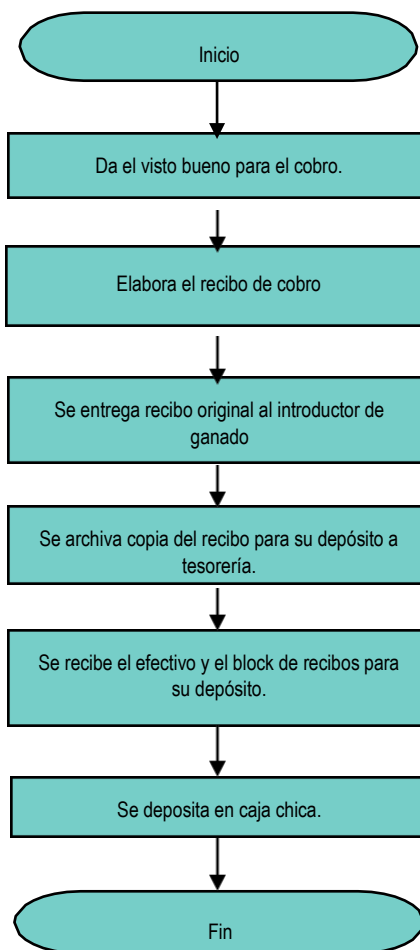 Inicio
Da el visto bueno para el cobro.
Elabora el recibo de cobro
Se entrega recibo original al introductor de
ganado
Se archiva copia del recibo para su depósito a
tesorería.
Se recibe el efectivo y el block de recibos para
su depósito.
Se deposita en caja chica.
Fin